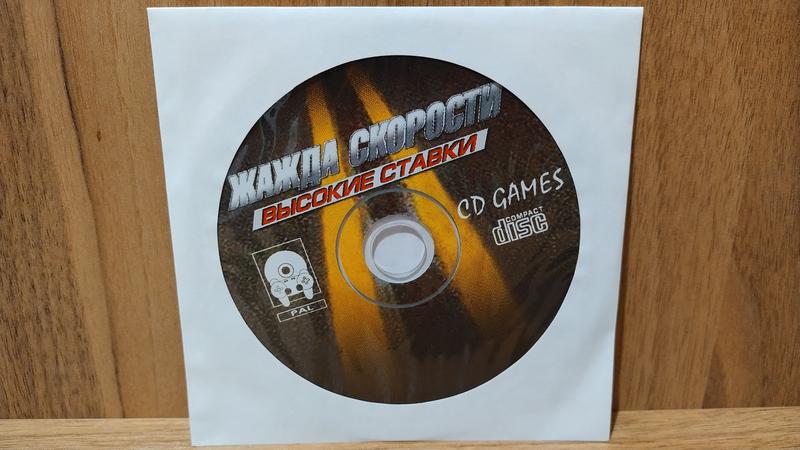 ЖАЖДА СКОРОСТИ
ВЫСОКИЕ СТАВКИ
CD GAMES
COMPACT
disc
PAL